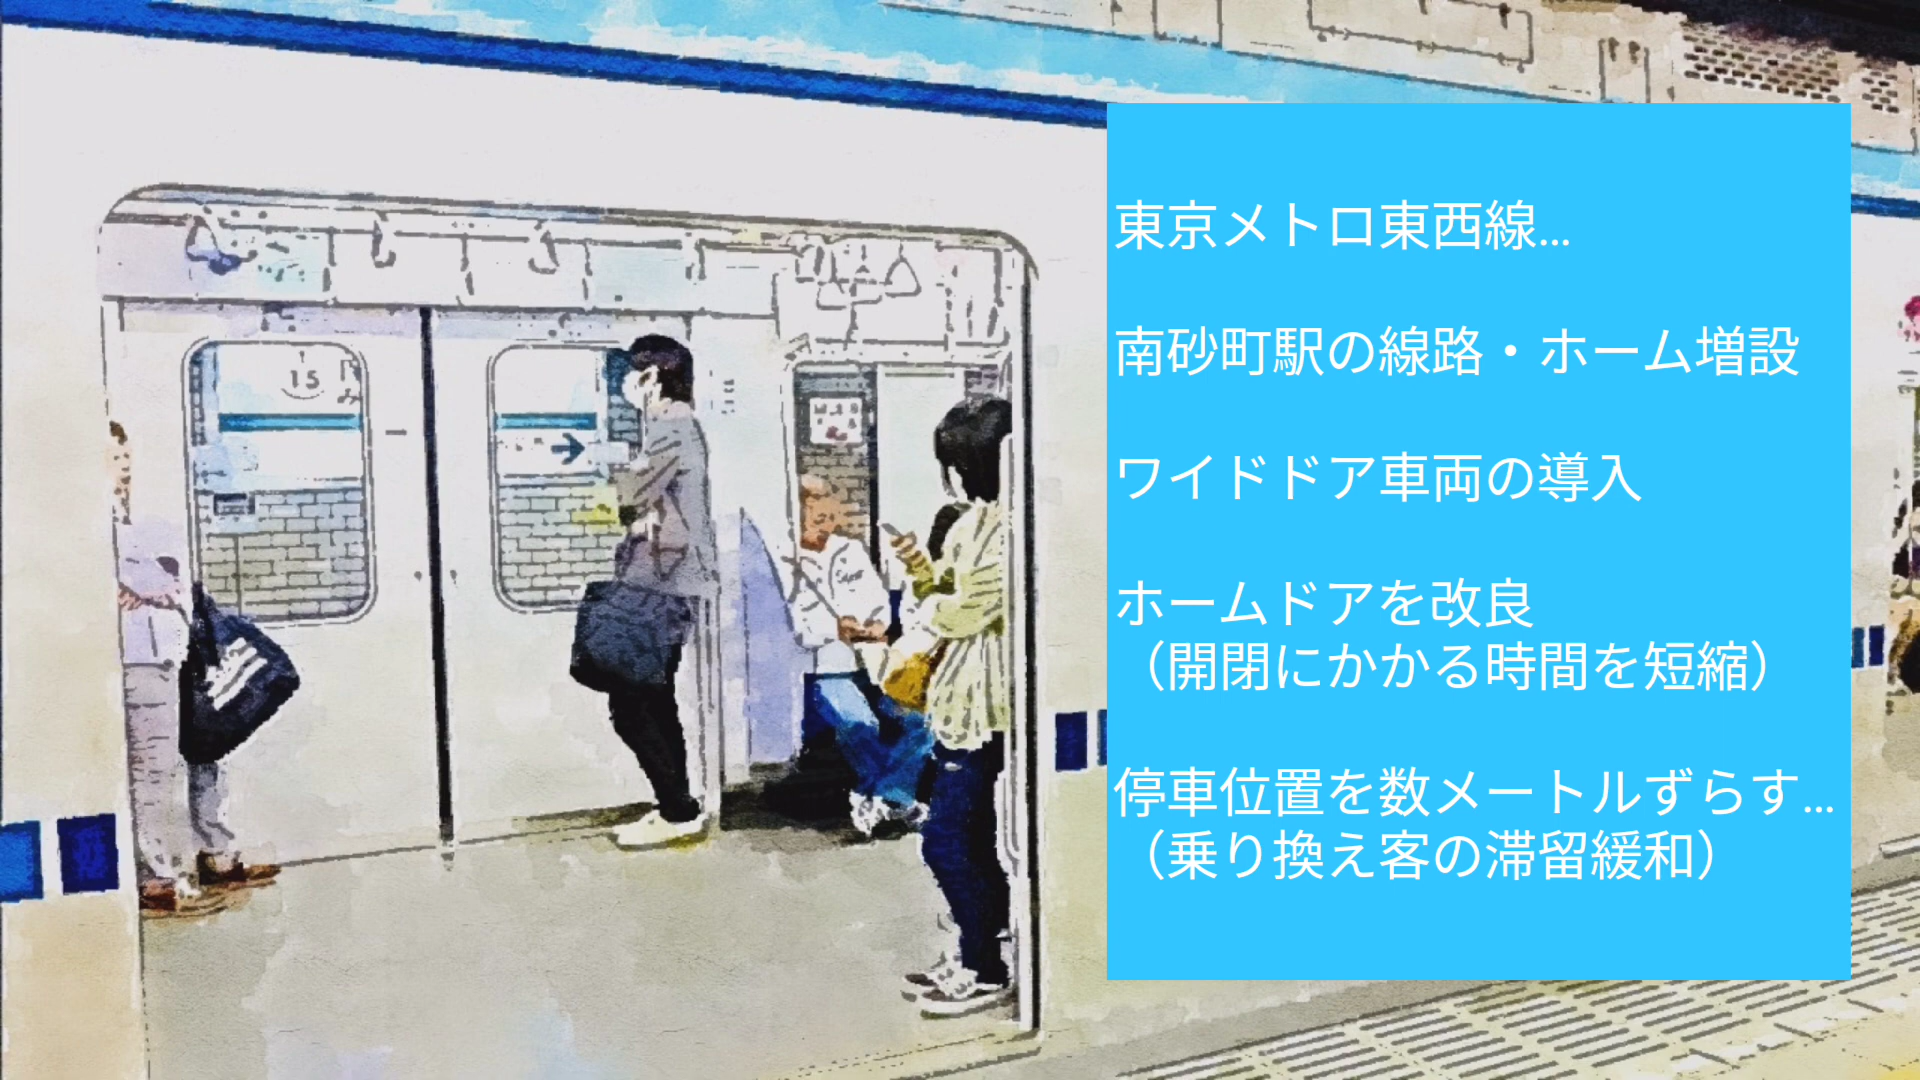 東京メトロ東西線...
南砂町駅の線路・ホーム増設
ワイドドア車両の導入
ホームドアを改良
（開閉にかかる時間を短縮）
停車位置を数メートルずらす...
（乗り換え客の滞留緩和）
15